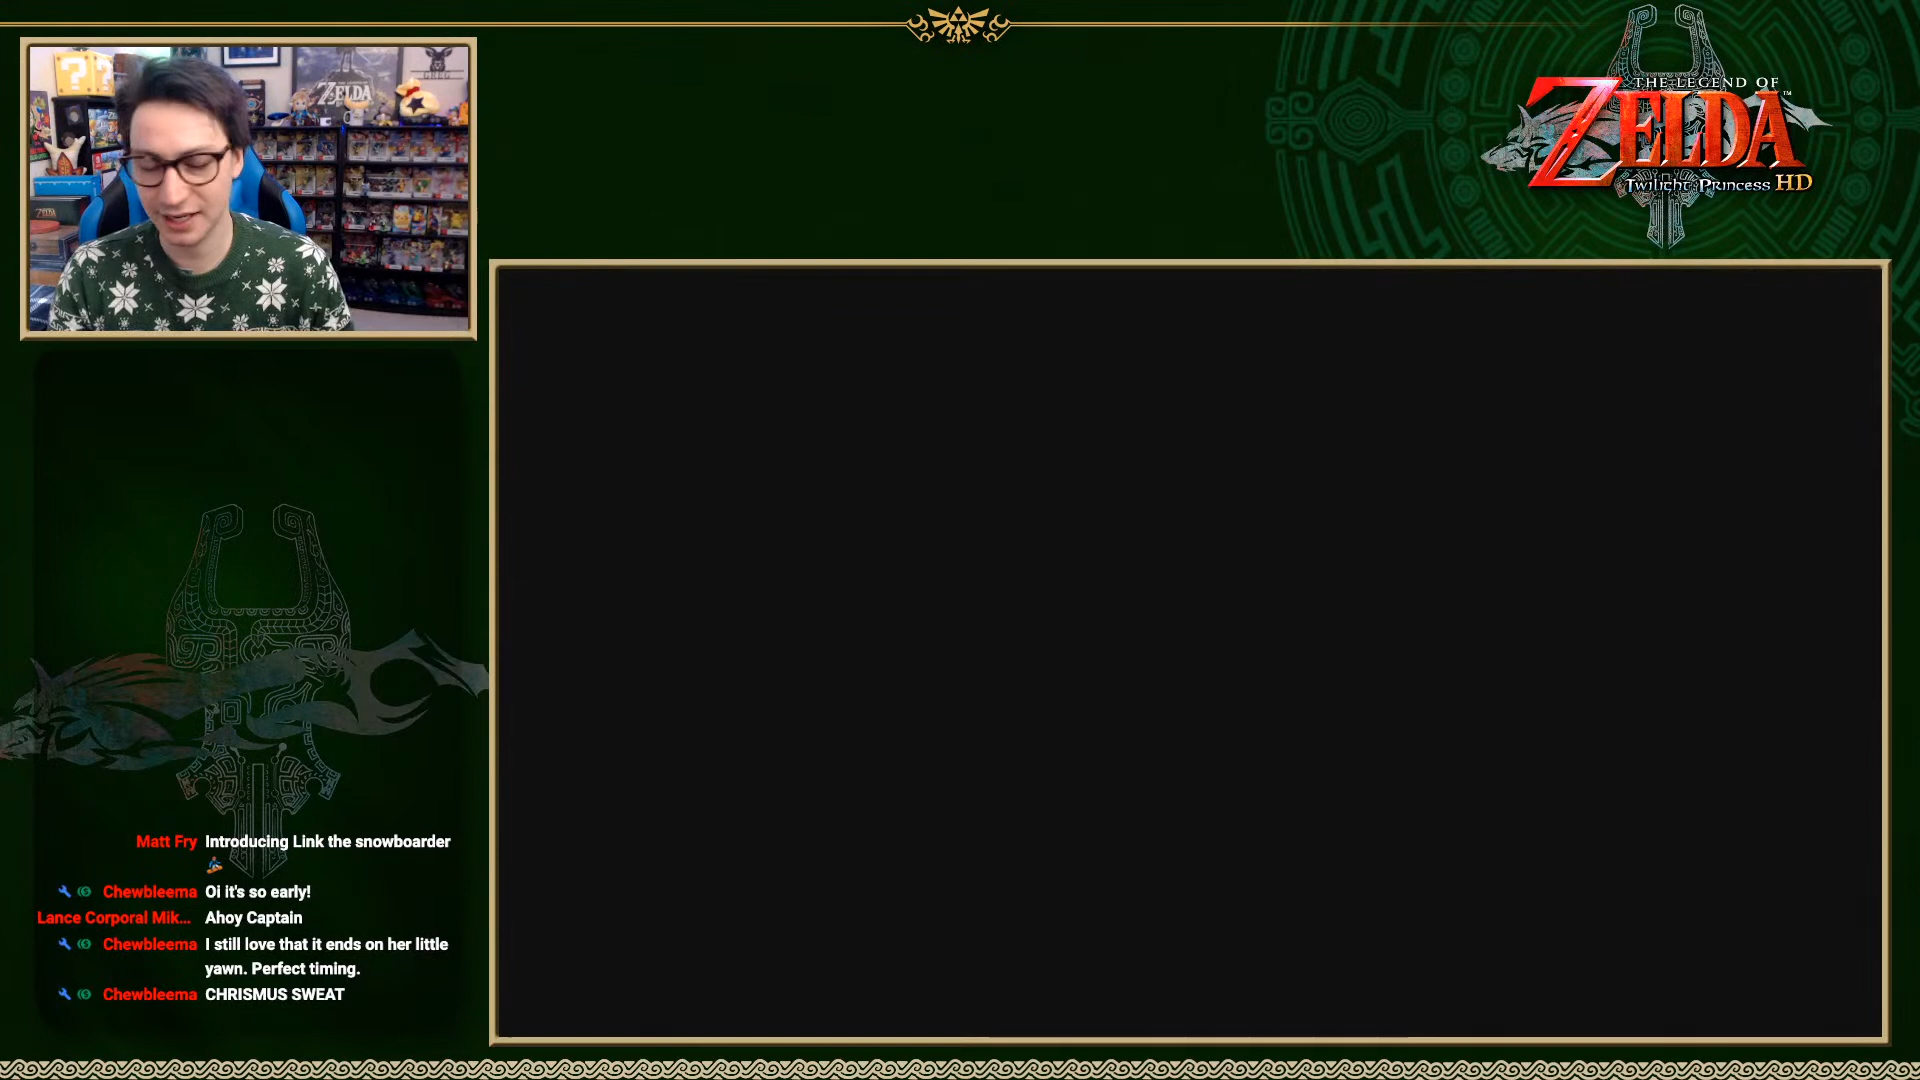 THE LEGEND OF
ZELDA™
Twilight Princess HD
ZELDA
Matt Fry Introducing Link the snowboarder
Chewbleema Oi it's so early!
Lance Corporal Mik... Ahoy Captain
Chewbleema I still love that it ends on her little
yawn. Perfect timing.
Chewbleema CHRISMUS SWEAT